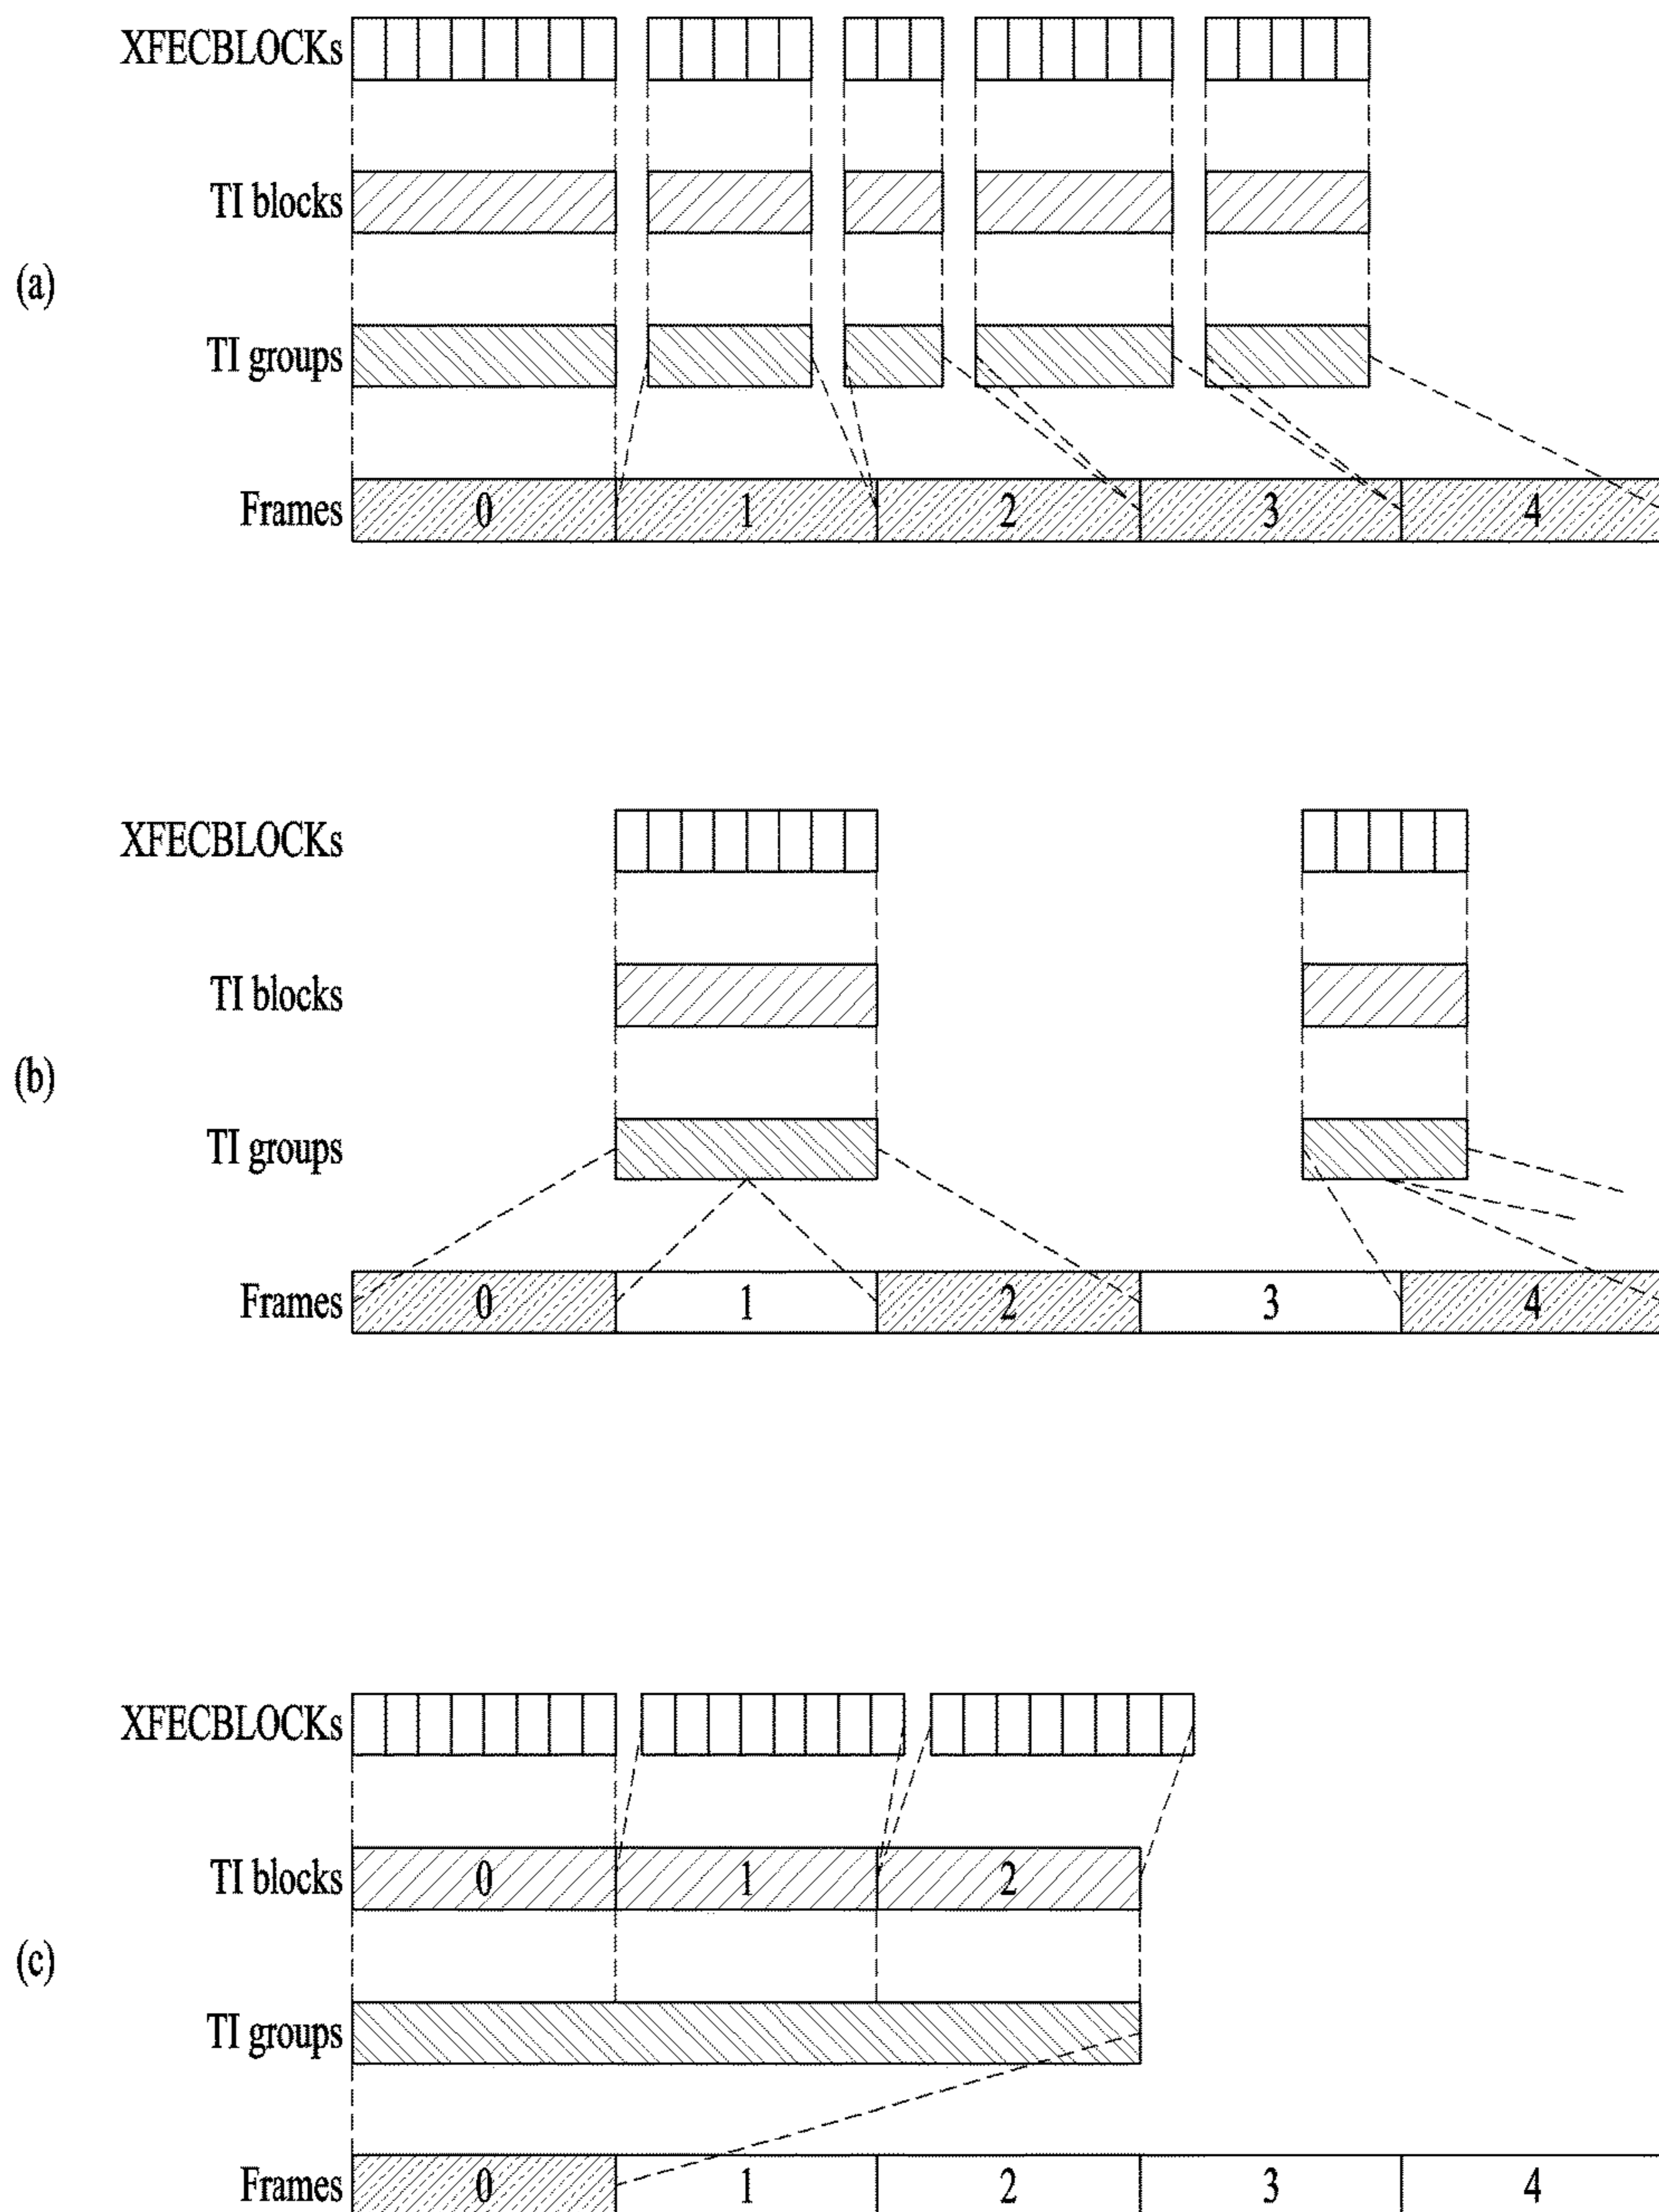 XFECBLOCKs
TI blocks
(a)
TI groups
Frames 0 1 2 3 4
XFECBLOCKs
TI blocks
(b)
TI groups
Frames 0 1 2 3 4
XFECBLOCKs
TI blocks 0 1 2
(c)
TI groups
Frames 0 1 2 3 4